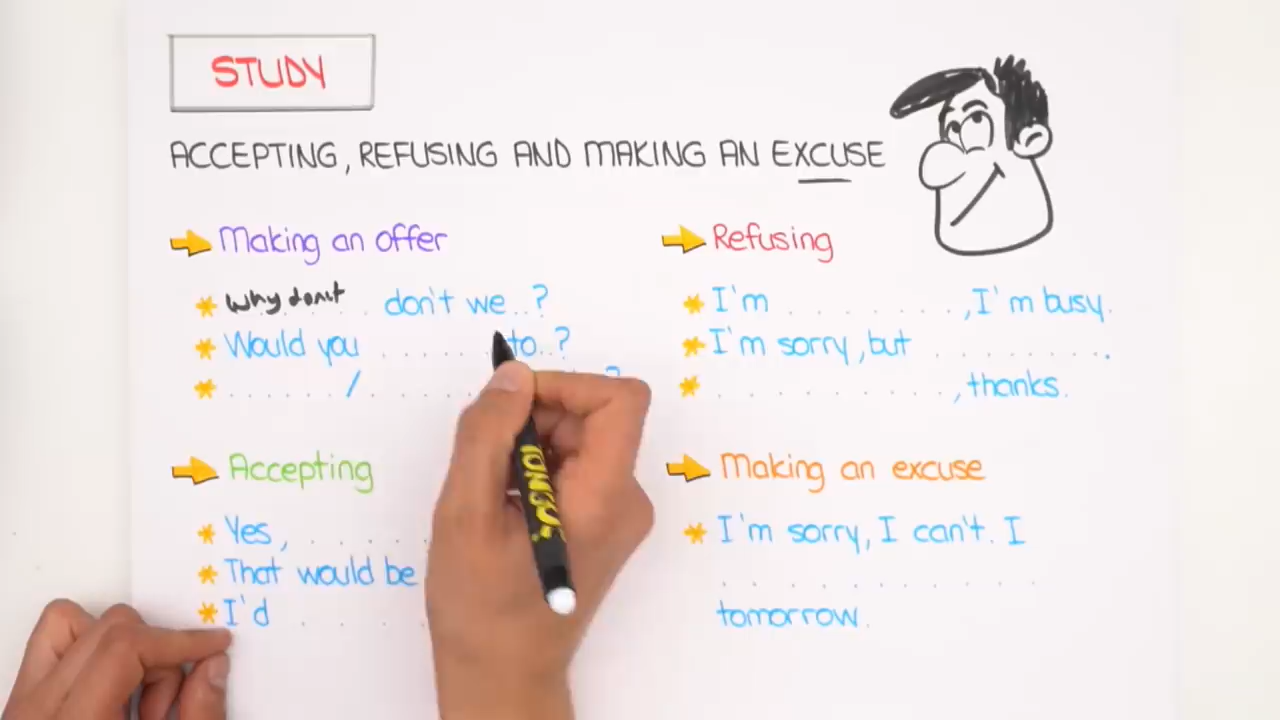 STUDY
ACCEPTING, REFUSING AND MAKING AN EXCUSE
Making an offer
why don't . don't we..?
Would you ...... to..?
....../.....?
Accepting
Yes, .....
That would be
I'd ....
Refusing
I'm ........, I'm busy.
I'm sorry, but .........
.........., thanks.
Making an excuse
I'm sorry, I can't. I
...........
tomorrow.